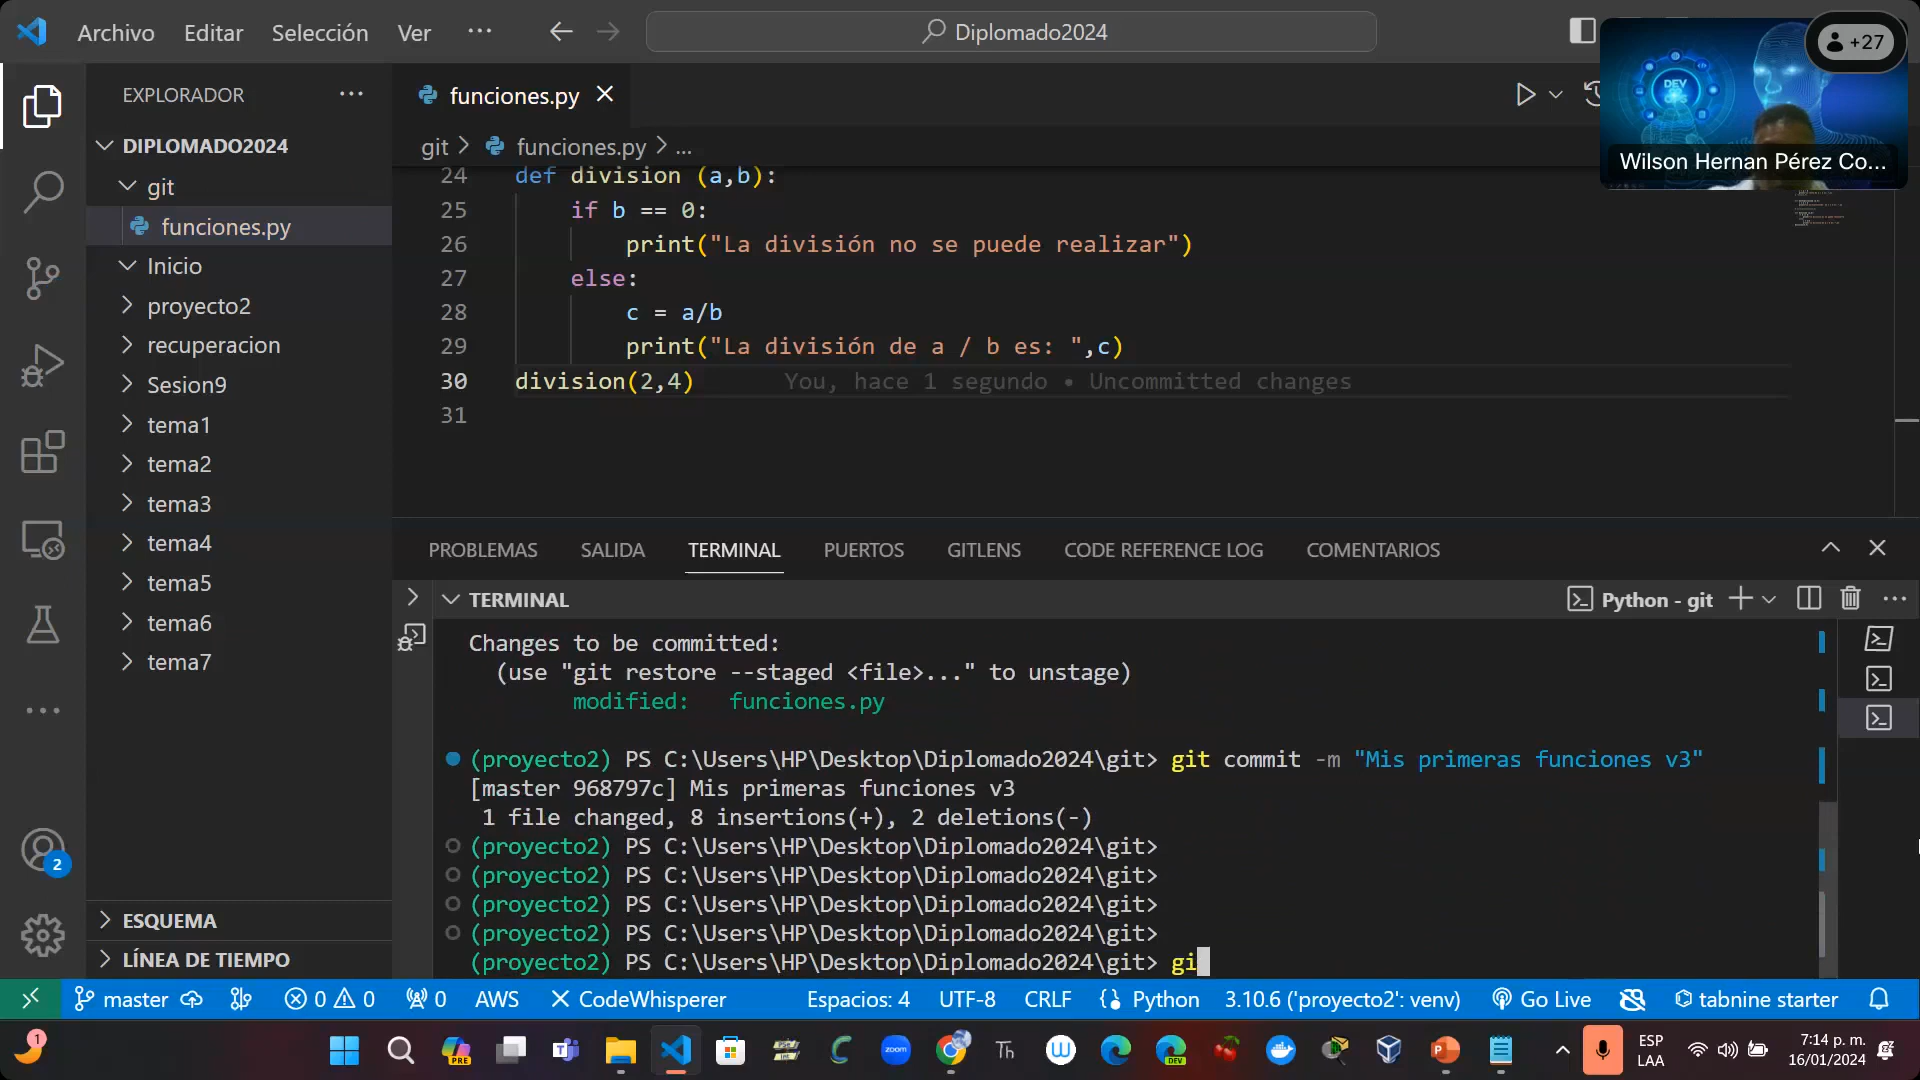 Archivo Editar Selección Ver ··· Diplomado2024
+27
DEV
Wilson Hernan Pérez Co...
EXPLORADOR ···
DIPLOMADO2024
git
funciones.py
Inicio
proyecto2
recuperacion
Sesion9
tema1
tema2
tema3
tema4
tema5
tema6
tema7
ESQUEMA
LÍNEA DE TIEMPO
2
funciones.py
git > funciones.py > ...
24 def division (a,b):
25 if b == 0:
26 print("La división no se puede realizar")
27 else:
28 c = a/b
29 print("La división de a / b es: ",c)
30 division(2,4) You, hace 1 segundo • Uncommitted changes
31
PROBLEMAS SALIDA TERMINAL PUERTOS GITLENS CODE REFERENCE LOG COMENTARIOS
TERMINAL Python - git
Changes to be committed:
(use "git restore --staged <file>..." to unstage)
modified: funciones.py
(proyecto2) PS C:\Users\HP\Desktop\Diplomado2024\git> git commit -m "Mis primeras funciones v3"
[master 968797c] Mis primeras funciones v3
1 file changed, 8 insertions(+), 2 deletions(-)
(proyecto2) PS C:\Users\HP\Desktop\Diplomado2024\git>
(proyecto2) PS C:\Users\HP\Desktop\Diplomado2024\git>
(proyecto2) PS C:\Users\HP\Desktop\Diplomado2024\git>
(proyecto2) PS C:\Users\HP\Desktop\Diplomado2024\git>
(proyecto2) PS C:\Users\HP\Desktop\Diplomado2024\git> gi
master 0 0 0 AWS CodeWhisperer Espacios: 4 UTF-8 CRLF Python 3.10.6 ('proyecto2': venv) Go Live tabnine starter
1 PRE zoom Th DEV ESP 7:14 p. m.
LAA 16/01/2024